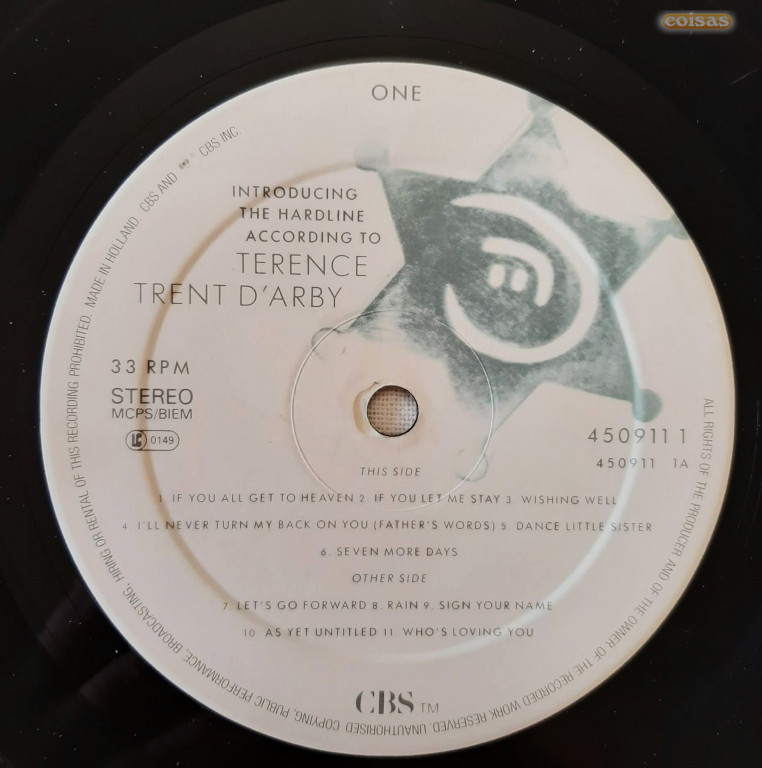 coisas
ONE
INTRODUCING
THE HARDLINE
ACCORDING TO
TERENCE
TRENT D'ARBY
33 RPM
STEREO
MCPS/BIEM
LC 0149
450911 1
450911 1A
THIS SIDE
1. IF YOU ALL GET TO HEAVEN 2. IF YOU LET ME STAY 3. WISHING WELL
4. I'LL NEVER TURN MY BACK ON YOU (FATHER'S WORDS) 5. DANCE LITTLE SISTER
6. SEVEN MORE DAYS
OTHER SIDE
7. LET'S GO FORWARD 8. RAIN 9. SIGN YOUR NAME
10. AS YET UNTITLED 11. WHO'S LOVING YOU
CBS TM
ALL RIGHTS OF THE PRODUCER AND OF THE OWNER OF THE RECORDED WORK RESERVED. UNAUTHORISED COPYING, PUBLIC PERFORMANCE, BROADCASTING, HIRING OR RENTAL OF THIS RECORDING PROHIBITED. MADE IN HOLLAND. CBS AND CBS INC.